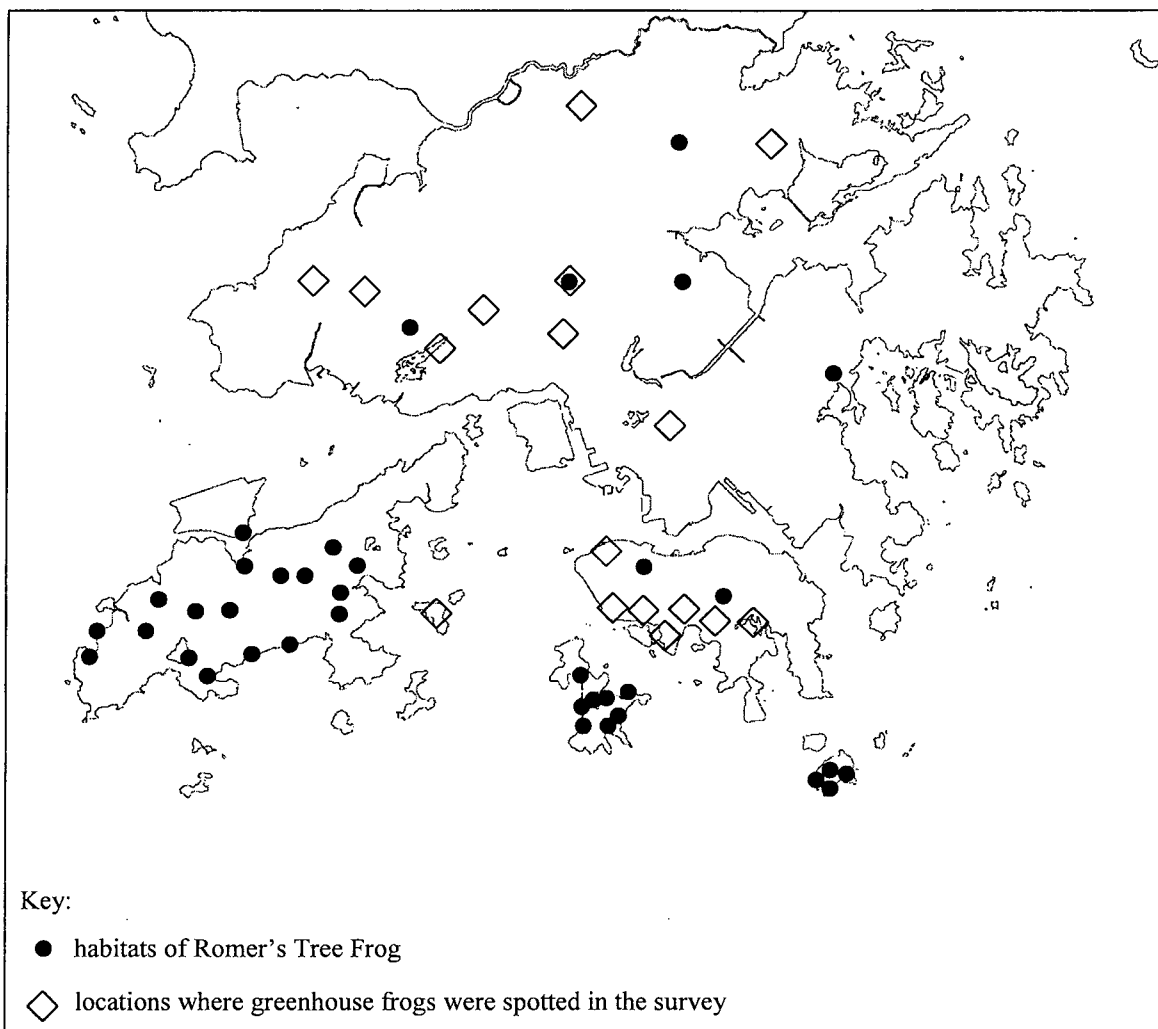 Key:
habitats of Romer's Tree Frog
locations where greenhouse frogs were spotted in the survey